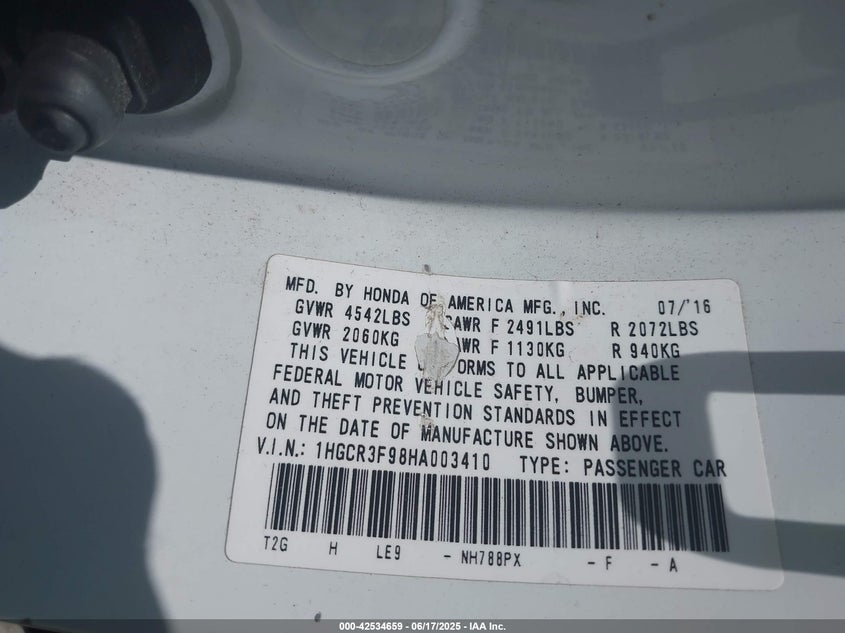 MFD. BY HONDA OF AMERICA MFG., INC. 07/'16
GVWR 4542LBS AWR F 2491LBS R 2072LBS
GVWR 2060KG AWR F 1130KG R 940KG
THIS VEHICLE ORMS TO ALL APPLICABLE
FEDERAL MOTOR VEHICLE SAFETY, BUMPER,
AND THEFT PREVENTION STANDARDS IN EFFECT
ON THE DATE OF MANUFACTURE SHOWN ABOVE.
V.I.N.: 1HGCR3F98HA003410 TYPE: PASSENGER CAR
T2G H LE9 - NH788PX - F - A
000-42534659 - 06/17/2025 - IAA Inc.